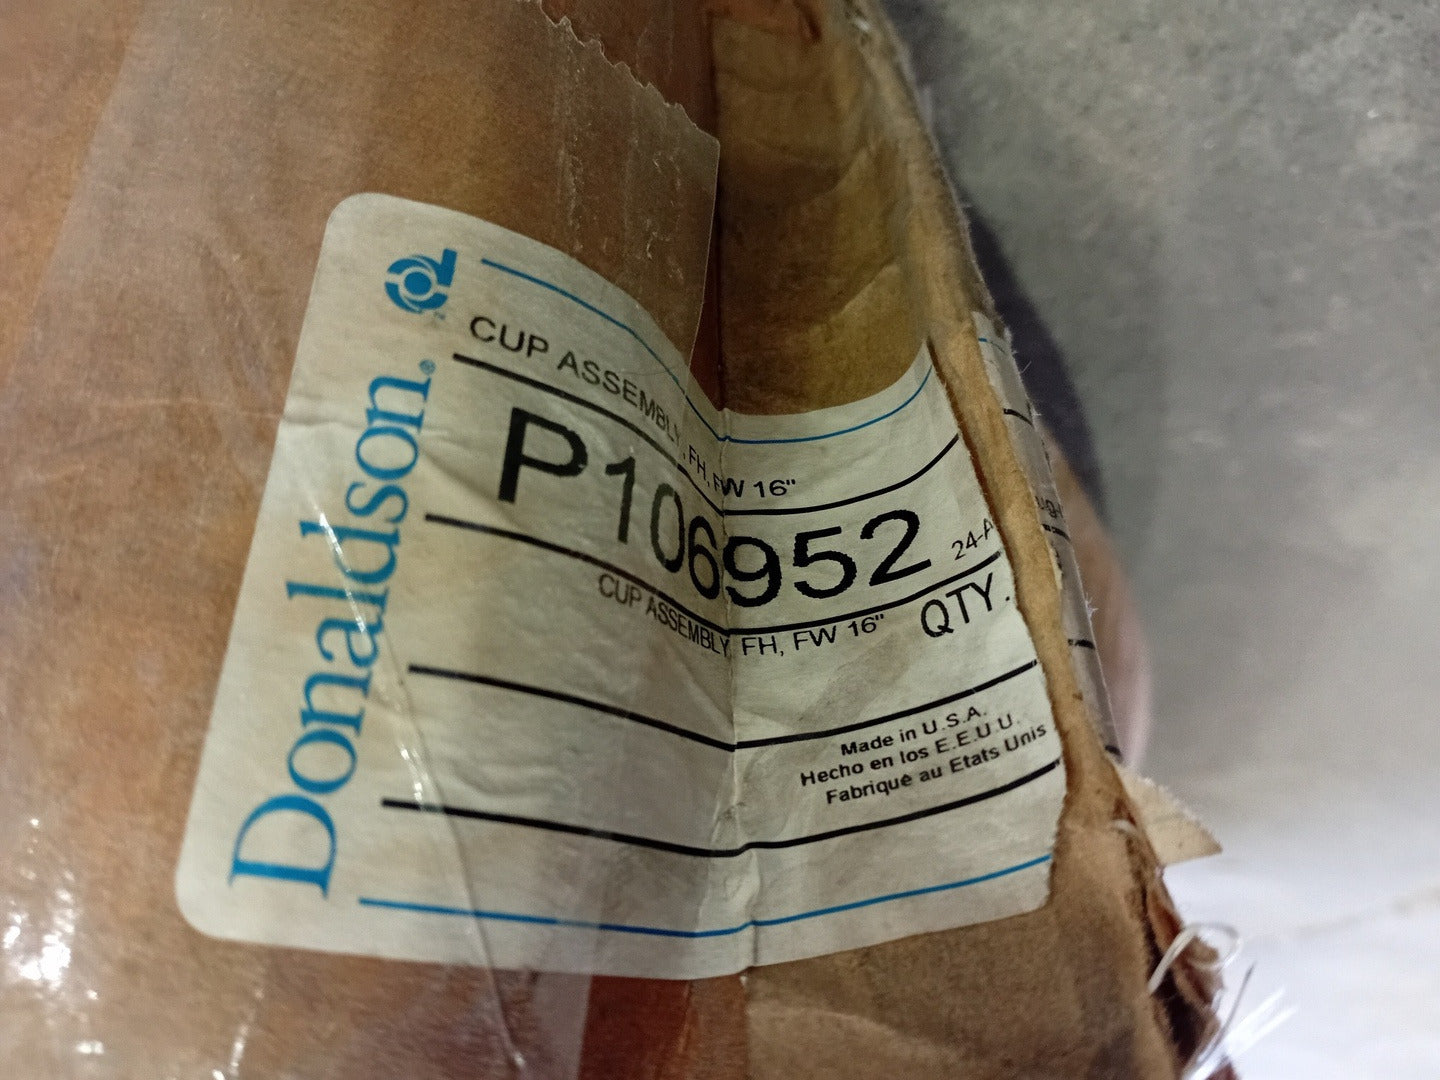 Donaldson®
CUP ASSEMBLY, FH, FW 16"
P106952
24-A
CUP ASSEMBLY, FH, FW 16"
QTY.
Made in U.S.A.
Hecho en los E.E.U.U.
Fabriqué au Etats Unis